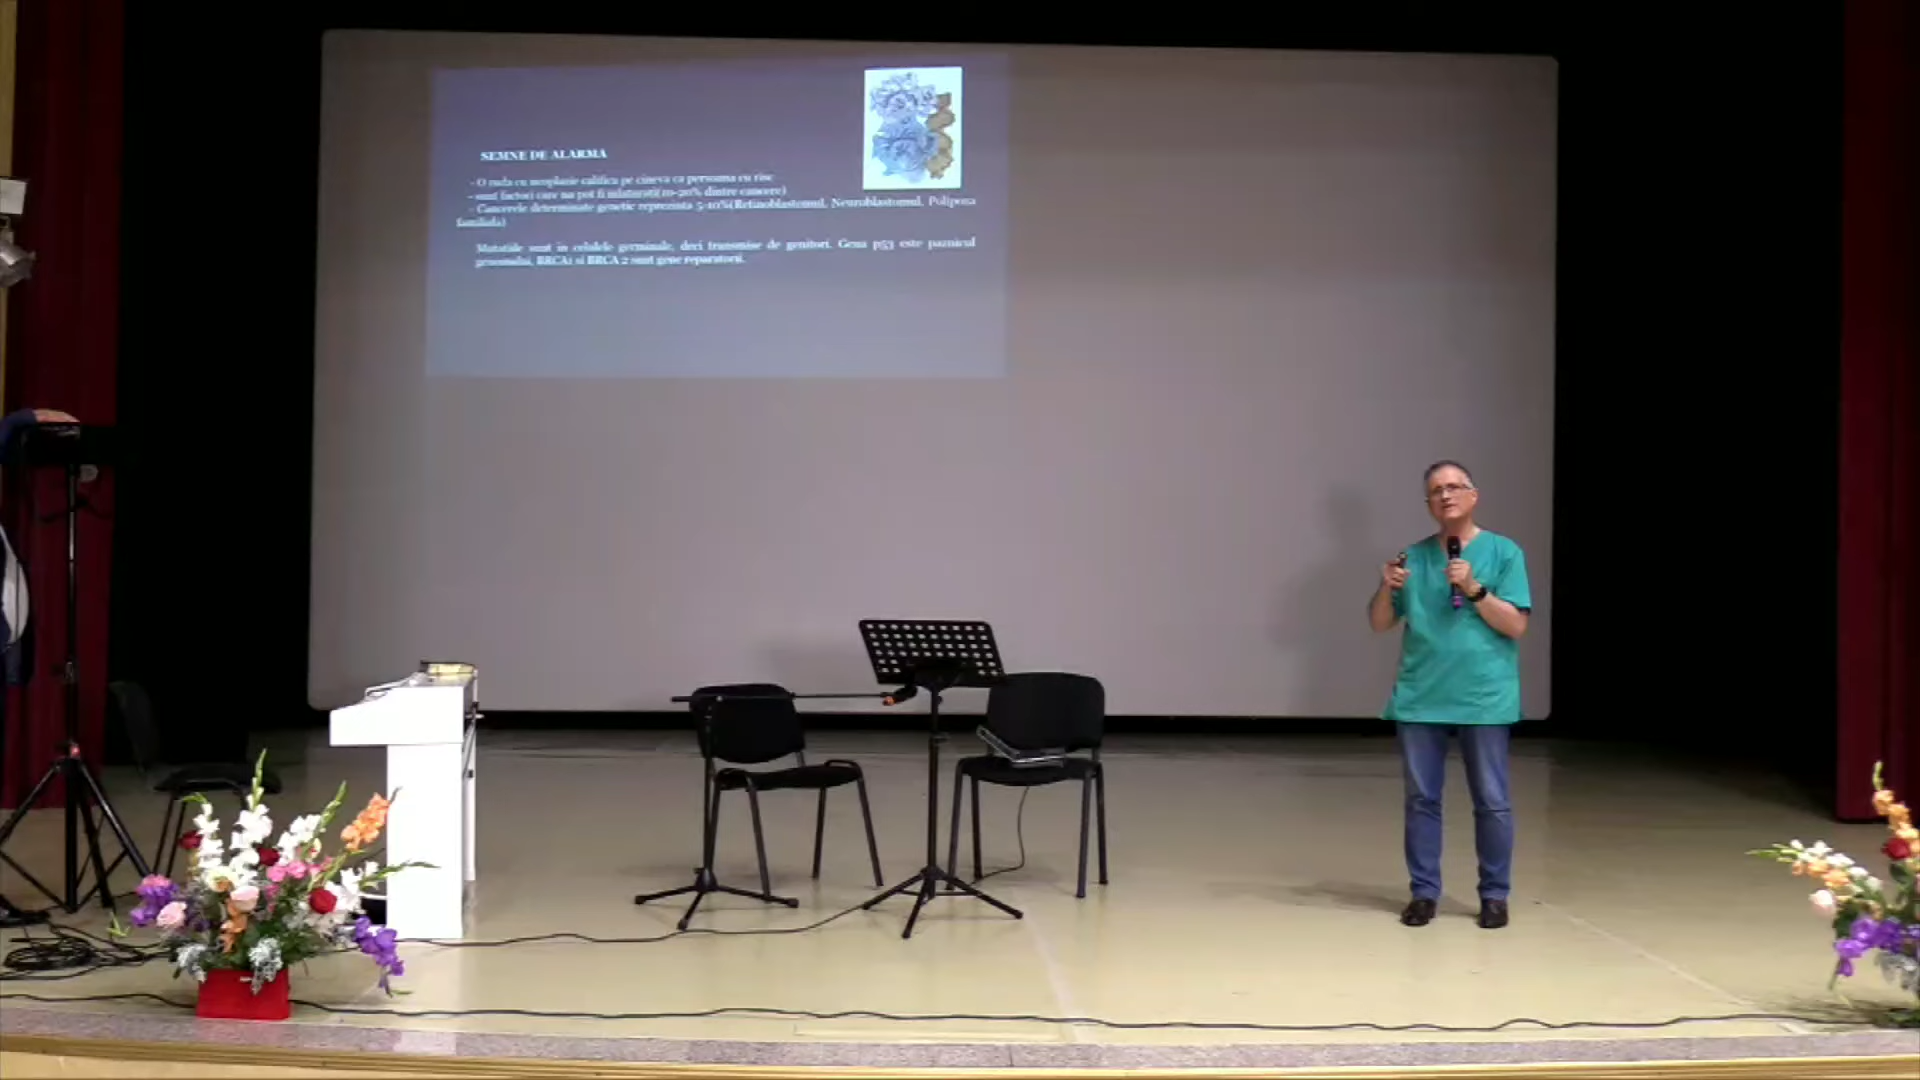 SEMNE DE ALARMA
- O ruda cu neoplazie califica pe cineva ca persoana cu risc
- sunt factori care nu pot fi inlaturati(10-20% dintre cancere)
- Cancerele determinate genetic reprezinta 5-10%(Retinoblastomul, Neuroblastomul, Polipoza
familiala)
Mutatiile sunt in celulele germinale, deci transmise de genitori. Gena p53 este paznicul
genomului, BRCA1 si BRCA 2 sunt gene reparatorii.